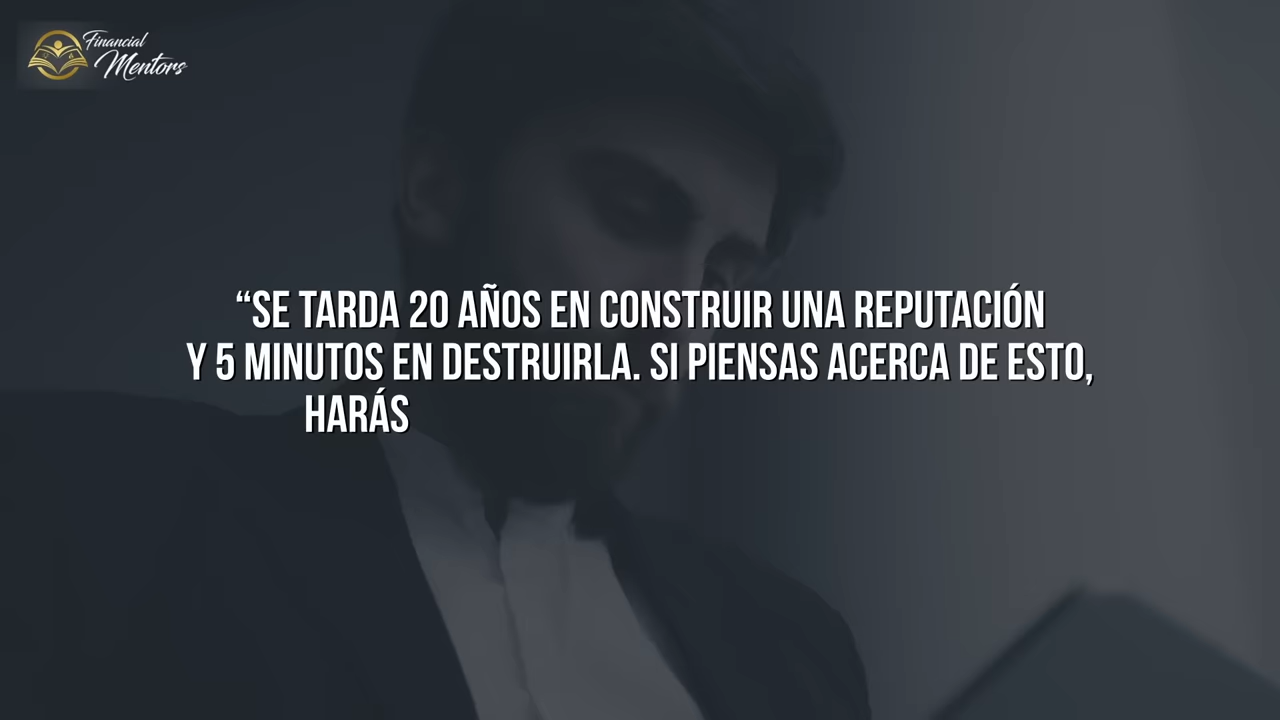 Financial
Mentors
“SE TARDA 20 AÑOS EN CONSTRUIR UNA REPUTACIÓN
Y 5 MINUTOS EN DESTRUIRLA. SI PIENSAS ACERCA DE ESTO,
HARÁS